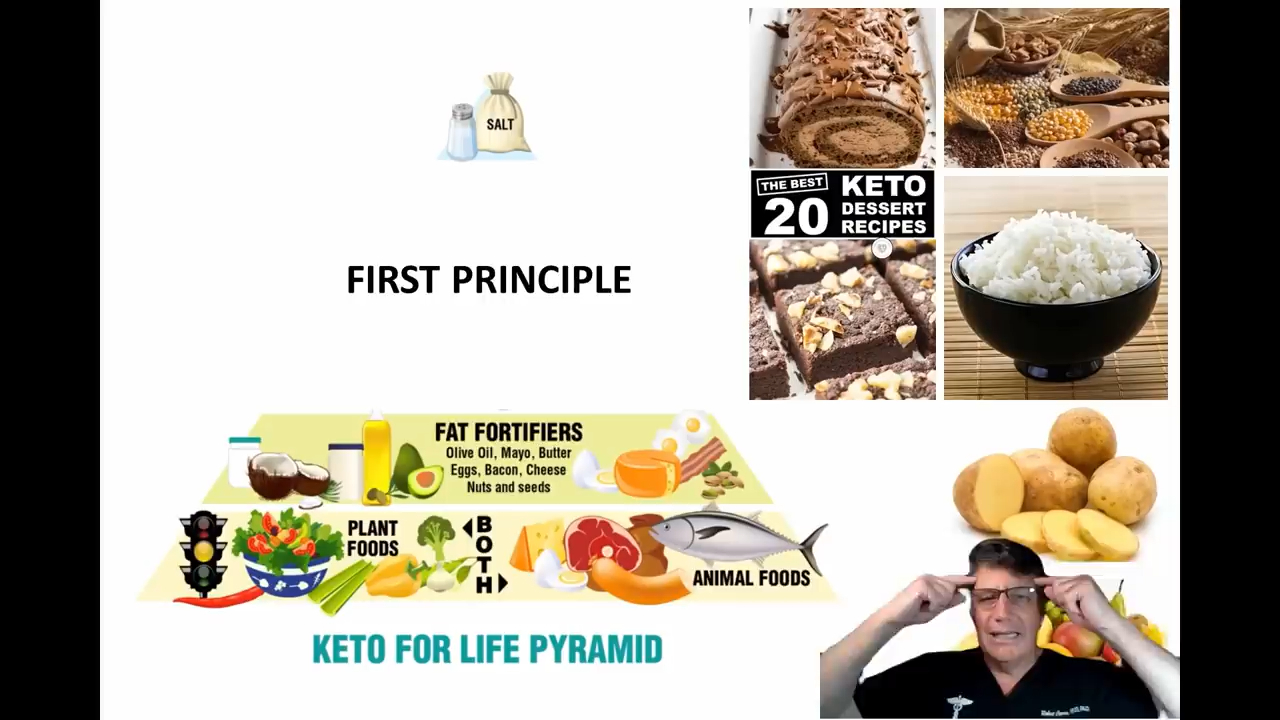 SALT
FIRST PRINCIPLE
THE BEST
20
KETO
DESSERT
RECIPES
FAT FORTIFIERS
Olive Oil, Mayo, Butter
Eggs, Bacon, Cheese
Nuts and seeds
PLANT
FOODS
BOTH
ANIMAL FOODS
KETO FOR LIFE PYRAMID